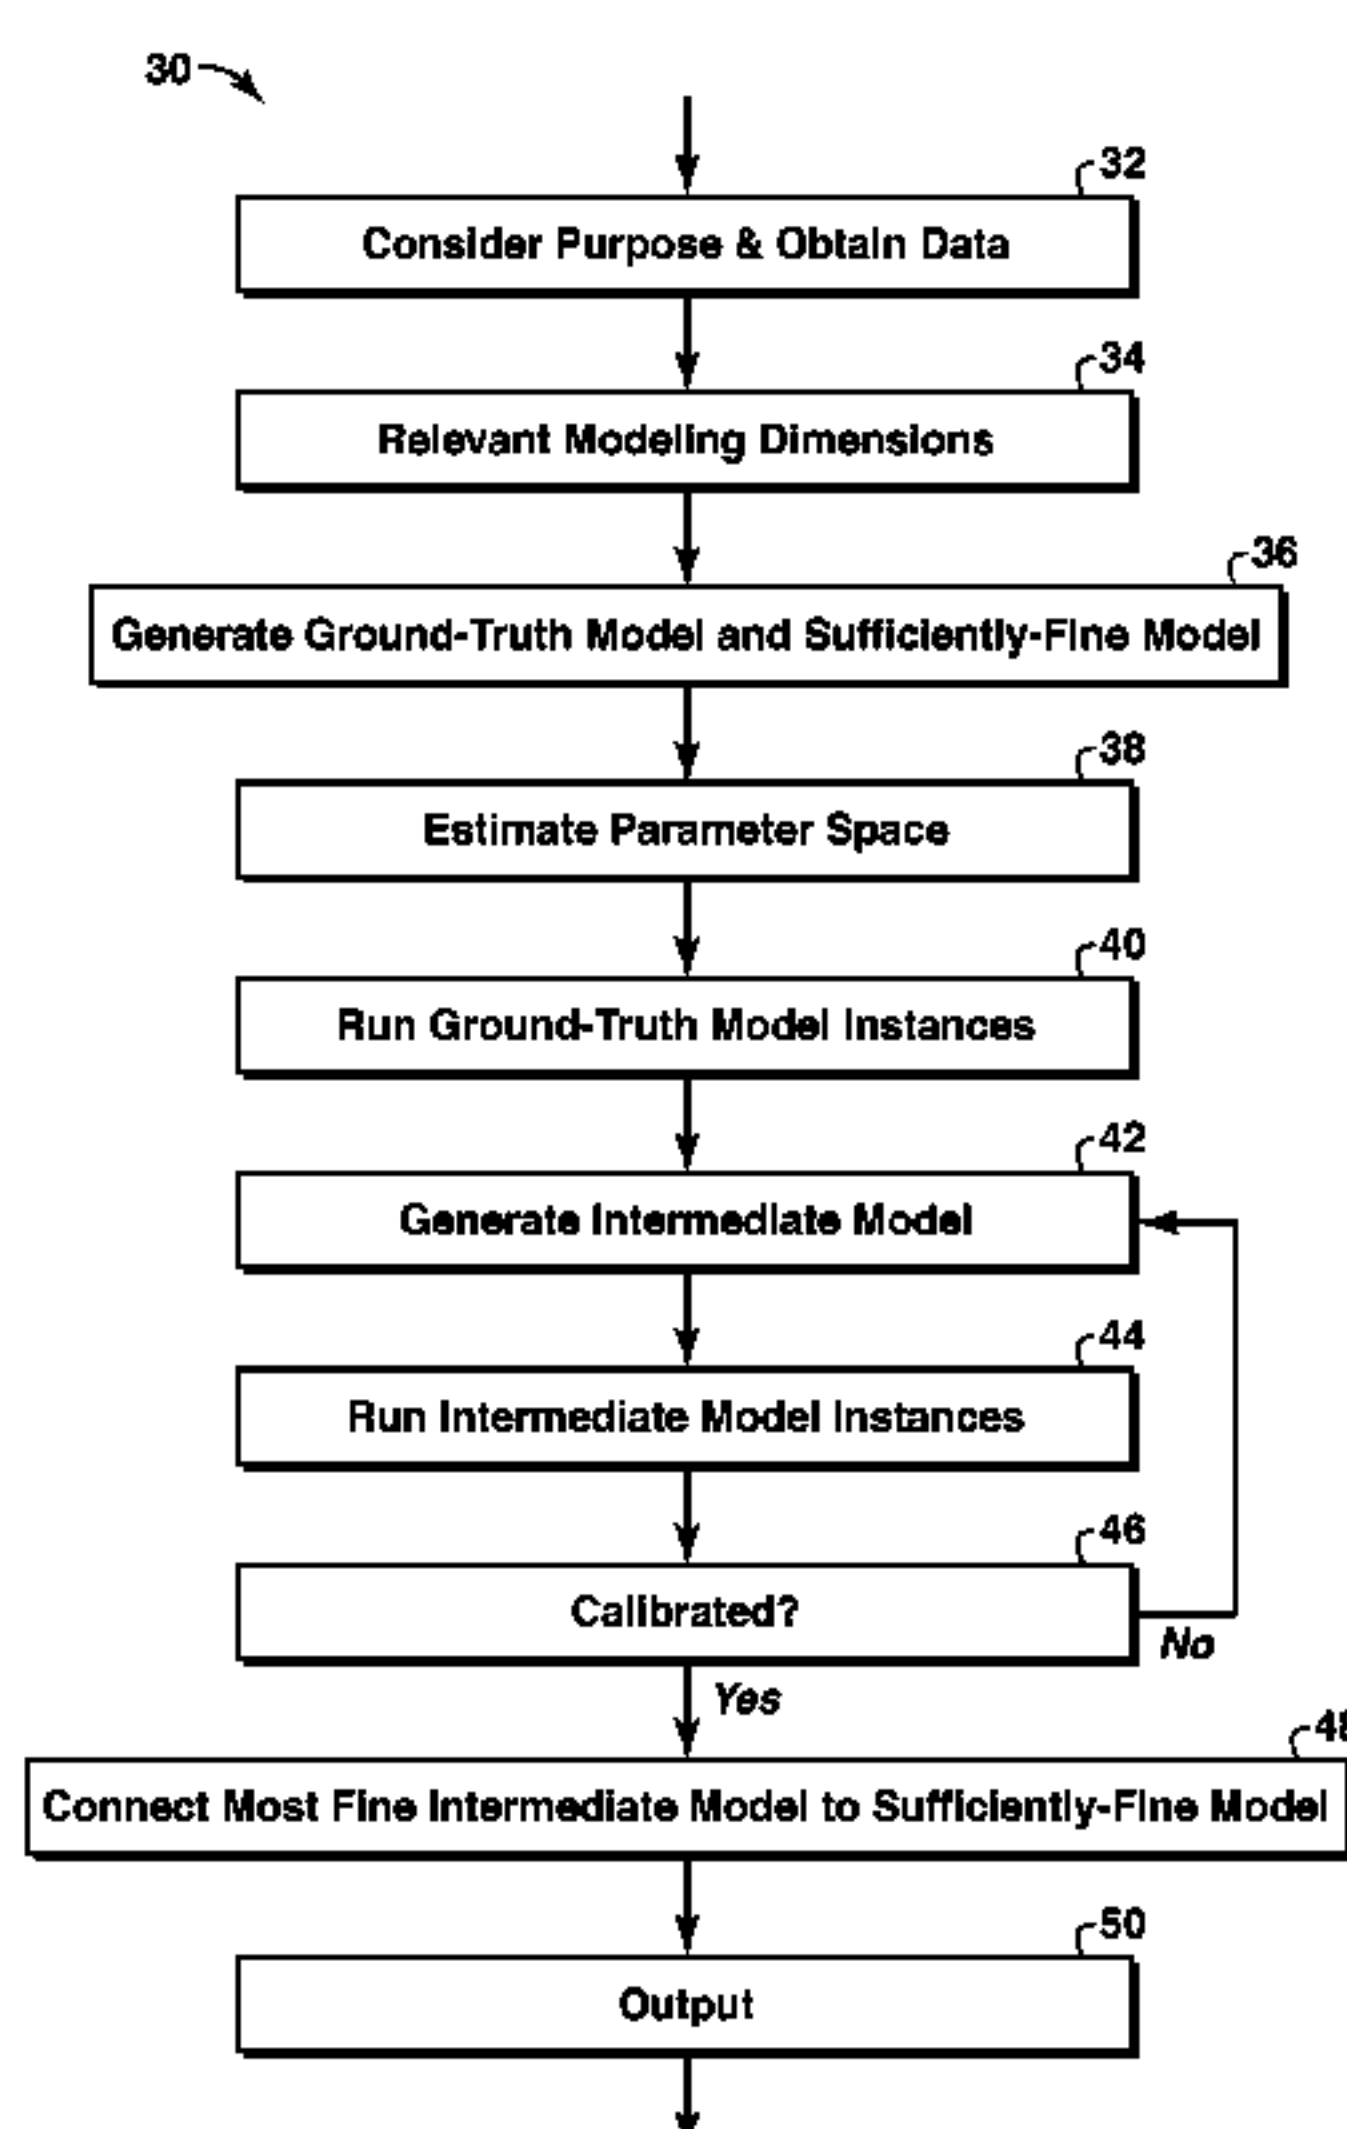 30
32
Consider Purpose & Obtain Data
34
Relevant Modeling Dimensions
36
Generate Ground-Truth Model and Sufficiently-Fine Model
38
Estimate Parameter Space
40
Run Ground-Truth Model Instances
42
Generate Intermediate Model
44
Run Intermediate Model Instances
46
Calibrated?
No
Yes
48
Connect Most Fine Intermediate Model to Sufficiently-Fine Model
50
Output